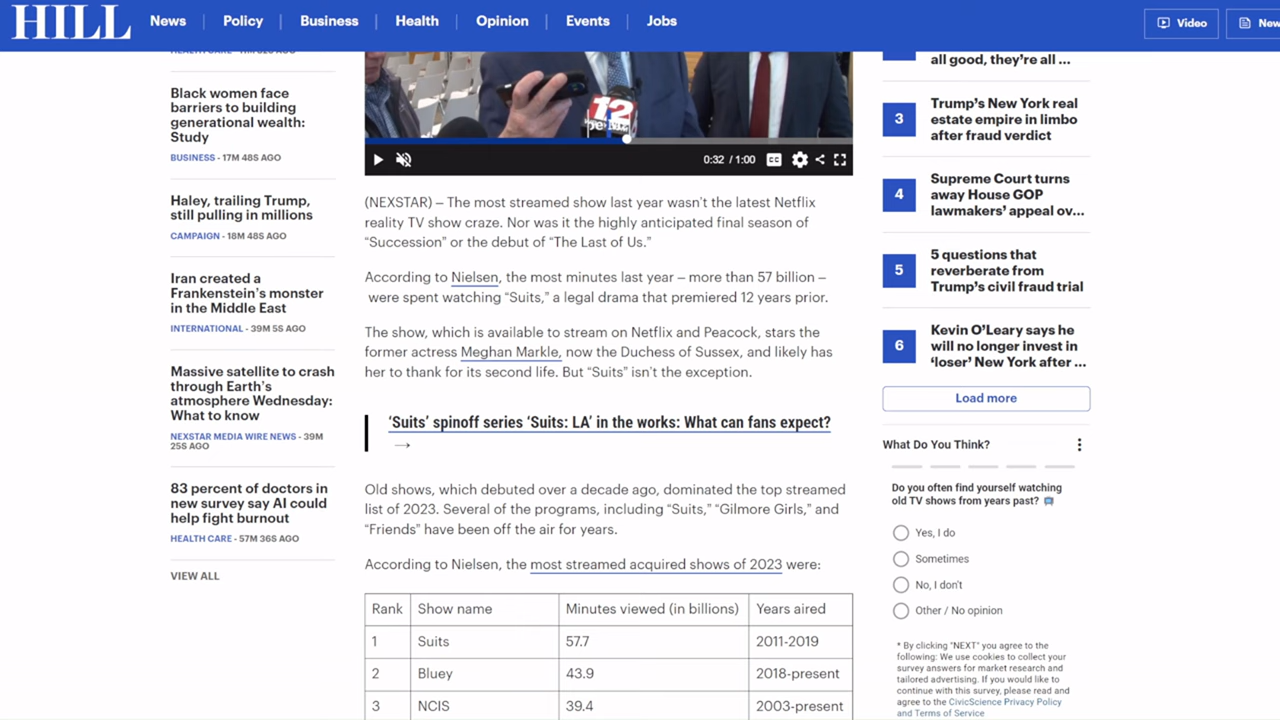 HILL
News
Policy
Business
Health
Opinion
Events
Jobs
Video
New
Black women face
barriers to building
generational wealth:
Study
BUSINESS - 17M 48S AGO
Haley, trailing Trump,
still pulling in millions
CAMPAIGN - 18M 48S AGO
Iran created a
Frankenstein's monster
in the Middle East
INTERNATIONAL - 39M 5S AGO
Massive satellite to crash
through Earth's
atmosphere Wednesday:
What to know
NEXSTAR MEDIA WIRE NEWS - 39M
25S AGO
83 percent of doctors in
new survey say AI could
help fight burnout
HEALTH CARE - 57M 36S AGO
VIEW ALL
12
0:32 / 1:00
CC
(NEXSTAR) – The most streamed show last year wasn't the latest Netflix
reality TV show craze. Nor was it the highly anticipated final season of
“Succession” or the debut of “The Last of Us.”
According to Nielsen, the most minutes last year – more than 57 billion –
were spent watching “Suits,” a legal drama that premiered 12 years prior.
The show, which is available to stream on Netflix and Peacock, stars the
former actress Meghan Markle, now the Duchess of Sussex, and likely has
her to thank for its second life. But “Suits” isn't the exception.
‘Suits’ spinoff series ‘Suits: LA’ in the works: What can fans expect?
→
Old shows, which debuted over a decade ago, dominated the top streamed
list of 2023. Several of the programs, including “Suits,” “Gilmore Girls,” and
“Friends” have been off the air for years.
According to Nielsen, the most streamed acquired shows of 2023 were:
Rank Show name Minutes viewed (in billions) Years aired
1 Suits 57.7 2011-2019
2 Bluey 43.9 2018-present
3 NCIS 39.4 2003-present
all good, they're all ...
3
Trump's New York real
estate empire in limbo
after fraud verdict
4
Supreme Court turns
away House GOP
lawmakers' appeal ov...
5
5 questions that
reverberate from
Trump's civil fraud trial
6
Kevin O'Leary says he
will no longer invest in
‘loser’ New York after ...
Load more
What Do You Think?
Do you often find yourself watching
old TV shows from years past? 📺
Yes, I do
Sometimes
No, I don't
Other / No opinion
* By clicking "NEXT" you agree to the
following: We use cookies to collect your
survey answers for market research and
tailored advertising. If you would like to
continue with this survey, please read and
agree to the CivicScience Privacy Policy
and Terms of Service